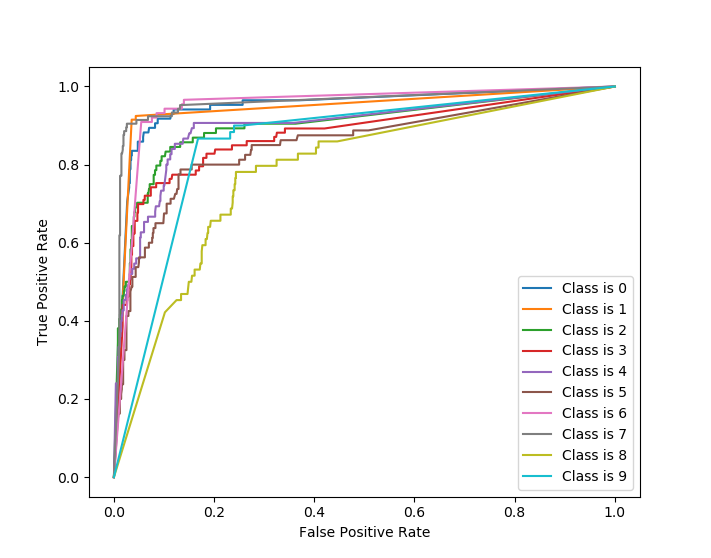 1.0
0.8
0.6
0.4
0.2
0.0
True Positive Rate
0.0 0.2 0.4 0.6 0.8 1.0
False Positive Rate
Class is 0
Class is 1
Class is 2
Class is 3
Class is 4
Class is 5
Class is 6
Class is 7
Class is 8
Class is 9